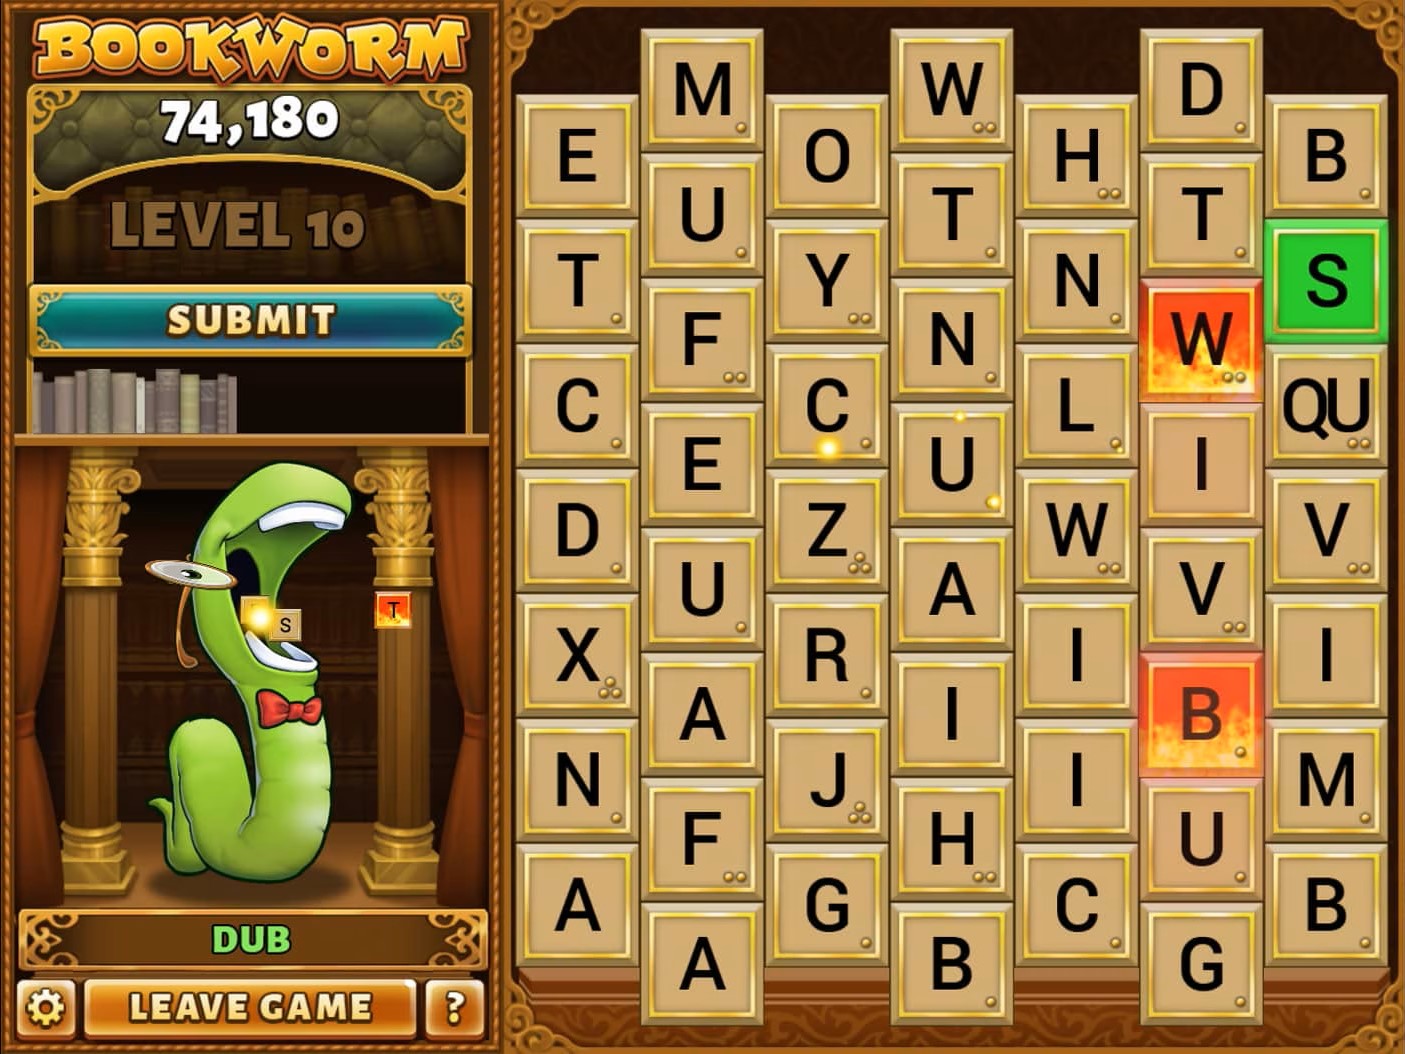 BOOKWORM
74,180
LEVEL 10
SUBMIT
T
S
DUB
LEAVE GAME
?
M W D
E O H B
U T T
T Y N S
F N W
C C L QU
E U I
D Z W V
U A V
X R I I
A I B
N J I M
F H U
A G C B
A B G